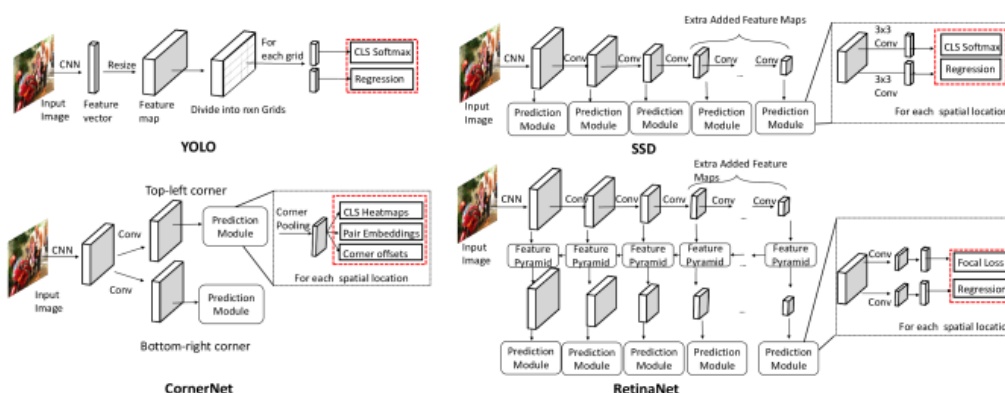 CNN
Resize
For
each grid
CLS Softmax
Regression
Input
Image
Feature
vector
Feature
map
Divide into nxn Grids
YOLO
Extra Added Feature Maps
CNN
Conv
Conv
Conv
Conv
Conv
...
Input
Image
Prediction
Module
Prediction
Module
Prediction
Module
Prediction
Module
Prediction
Module
SSD
3x3
Conv
3x3
Conv
CLS Softmax
Regression
For each spatial location
Top-left corner
CNN
Conv
Conv
Input
Image
Prediction
Module
Prediction
Module
Corner
Pooling
CLS Heatmaps
Pair Embeddings
Corner offsets
For each spatial location
Bottom-right corner
CornerNet
Extra Added Feature
Maps
CNN
Conv
Conv
Conv
Conv
Conv
...
Input
Image
Feature
Pyramid
Feature
Pyramid
Feature
Pyramid
Feature
Pyramid
...
Feature
Pyramid
...
Prediction
Module
Prediction
Module
Prediction
Module
Prediction
Module
...
Prediction
Module
RetinaNet
Conv
Conv
Focal Loss
Regression
For each spatial location